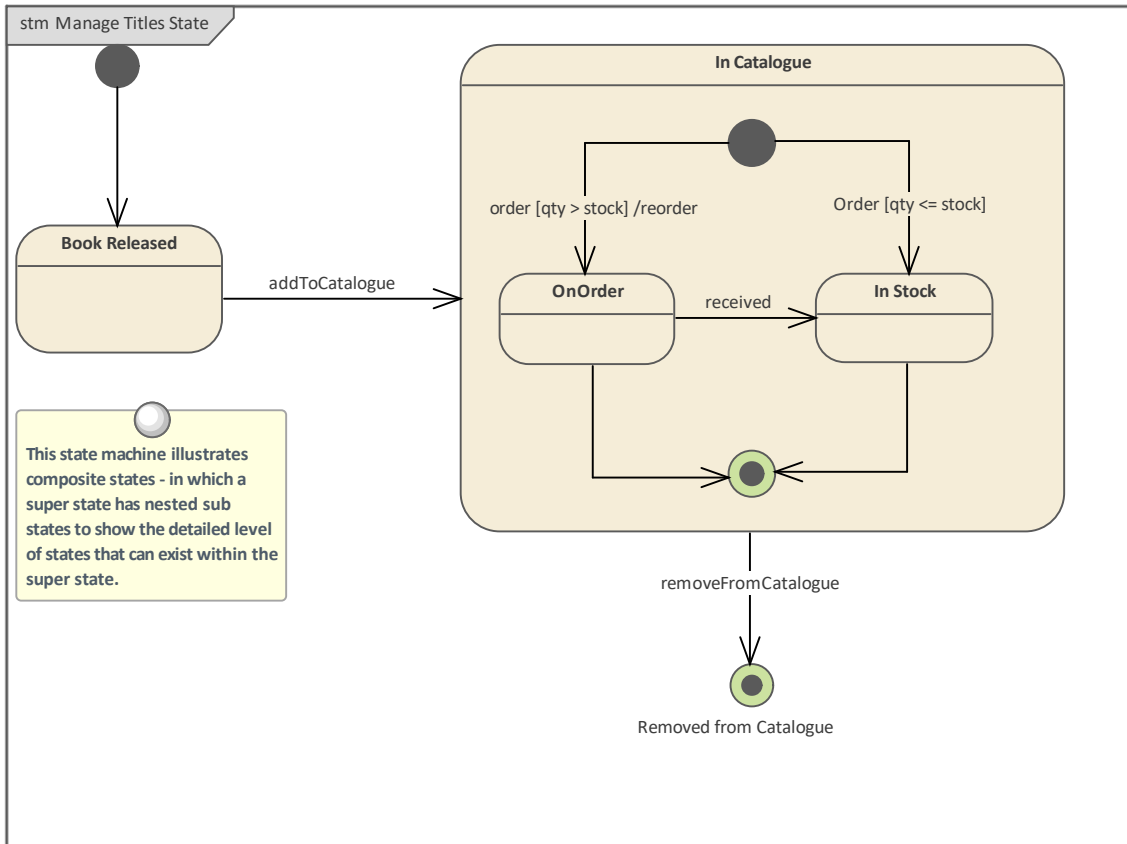 stm Manage Titles State
In Catalogue
order [qty > stock] /reorder
Order [qty <= stock]
Book Released
addToCatalogue
OnOrder
received
In Stock
This state machine illustrates
composite states - in which a
super state has nested sub
states to show the detailed level
of states that can exist within the
super state.
removeFromCatalogue
Removed from Catalogue